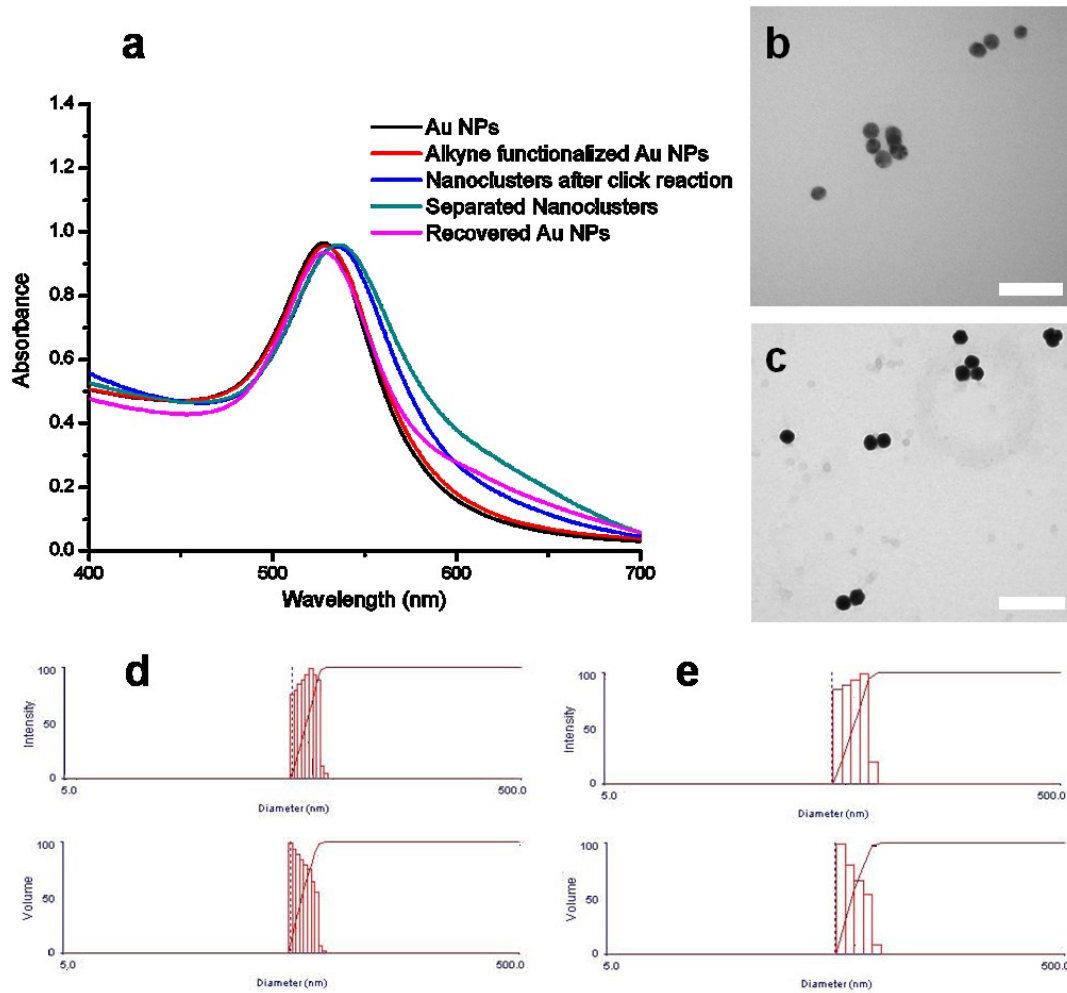 a
1.4
1.2
1.0
0.8
0.6
0.4
0.2
0.0
Absorbance
Au NPs
Alkyne functionalized Au NPs
Nanoclusters after click reaction
Separated Nanoclusters
Recovered Au NPs
400
500
600
700
Wavelength (nm)
b
c
d
100
50
0
Intensity
5.0
500.0
Diameter (nm)
100
50
0
Volume
5.0
500.0
Diameter (nm)
e
100
50
0
Intensity
5.0
500.0
Diameter (nm)
100
50
0
Volume
5.0
500.0
Diameter (nm)